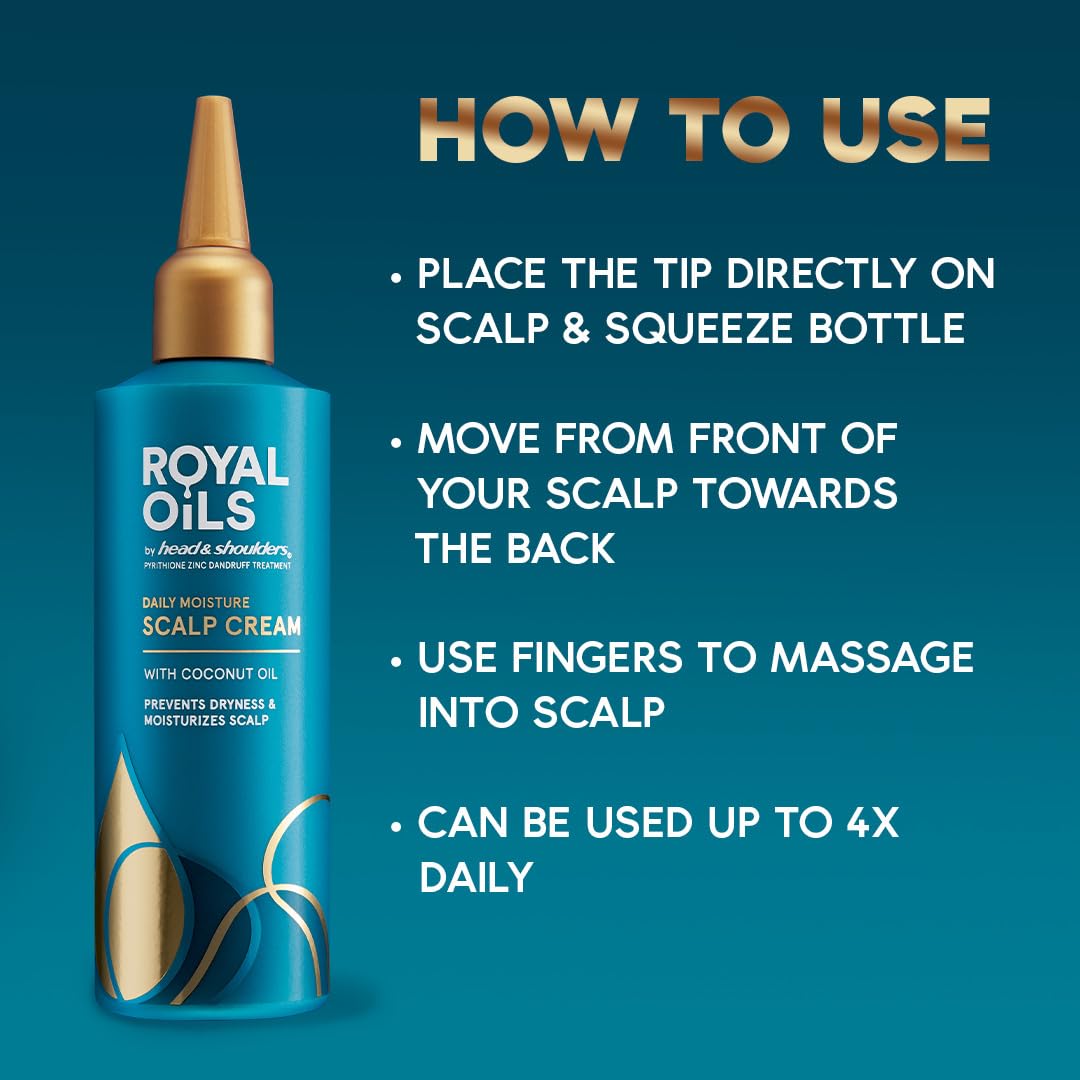 HOW TO USE
• PLACE THE TIP DIRECTLY ON
SCALP & SQUEEZE BOTTLE
• MOVE FROM FRONT OF
YOUR SCALP TOWARDS
THE BACK
• USE FINGERS TO MASSAGE
INTO SCALP
• CAN BE USED UP TO 4X
DAILY
ROYAL
OiLS
by head & shoulders®
PYRITHIONE ZINC DANDRUFF TREATMENT
DAILY MOISTURE
SCALP CREAM
WITH COCONUT OIL
PREVENTS DRYNESS &
MOISTURIZES SCALP